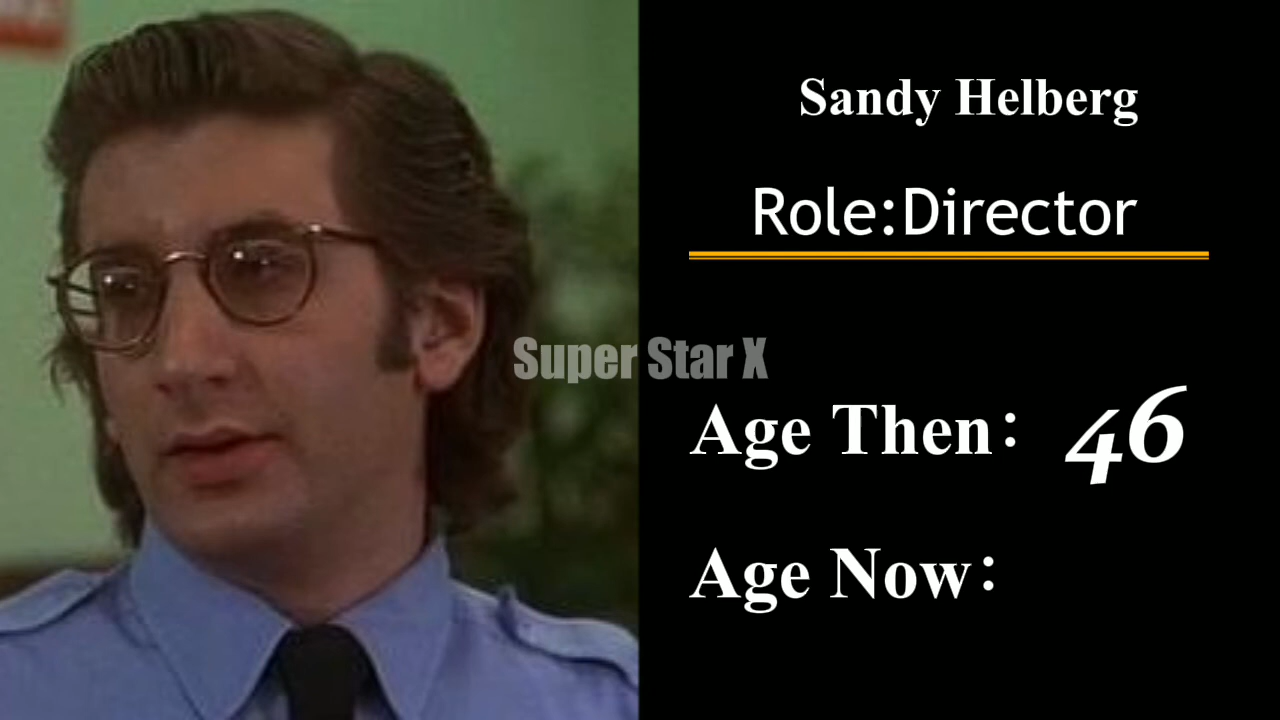 Sandy Helberg
Role:Director
Super Star X
Age Then: 46
Age Now: